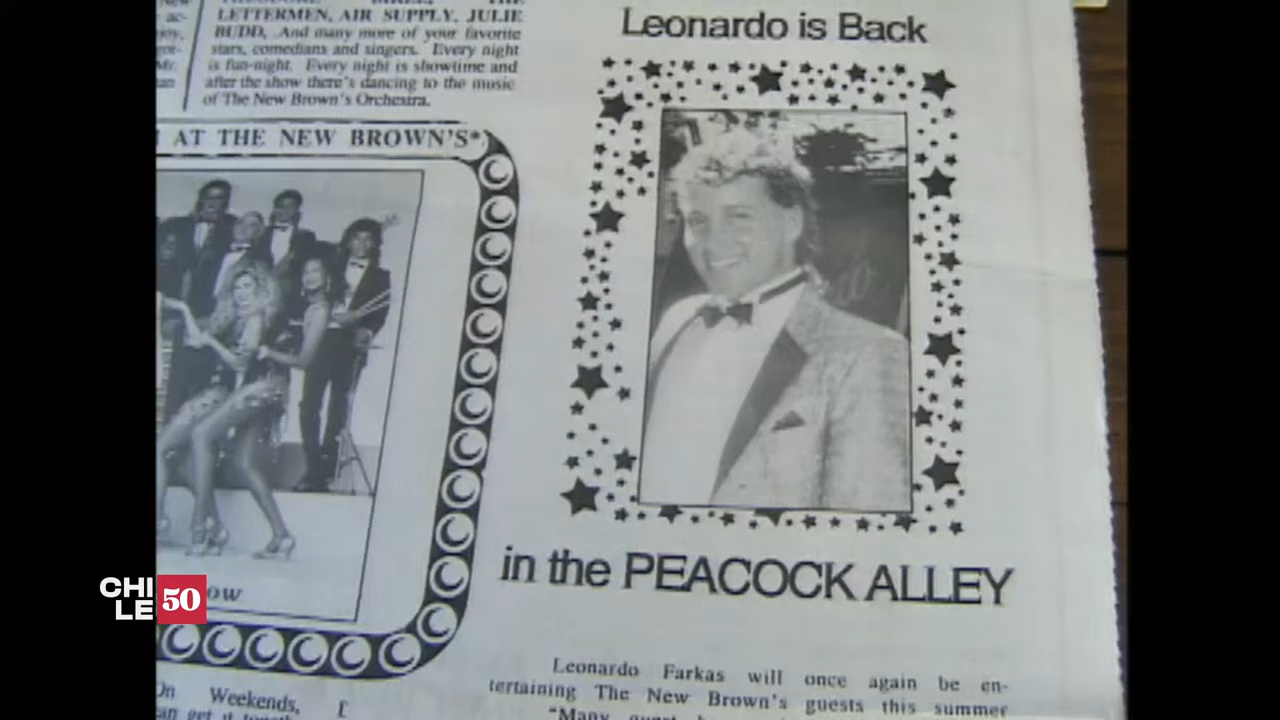 LETTERMEN, AIR SUPPLY, JULIE
BUDD, And many more of your favorite
stars, comedians and singers. Every night
is fun-night. Every night is showtime and
after the show there's dancing to the music
of The New Brown's Orchestra.
AT THE NEW BROWN'S*
Leonardo is Back
in the PEACOCK ALLEY
Leonardo Farkas will once again be en-
tertaining The New Brown's guests this summer
On Weekends,
CHI
LE 50